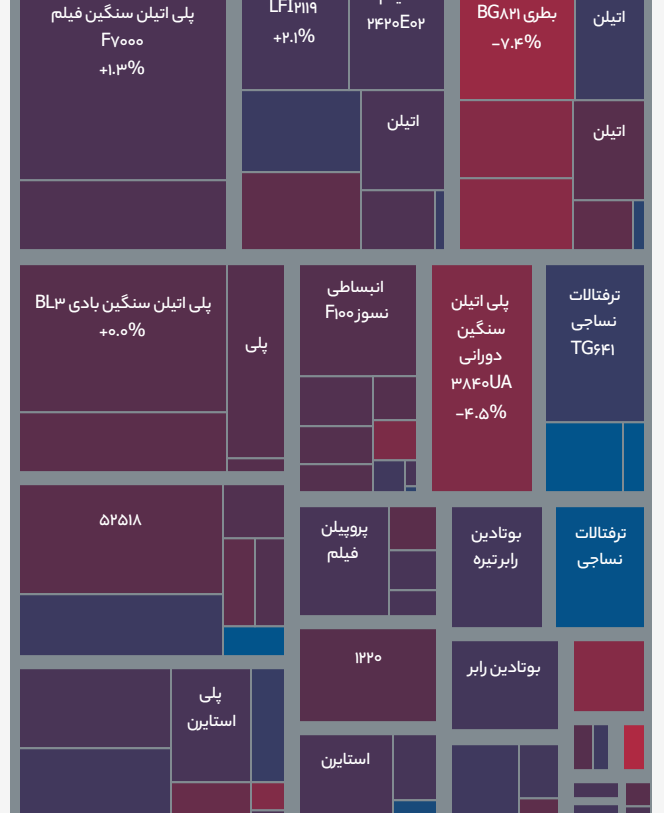 پلی اتیلن سنگین فیلم
F۷۰۰۰
+۱.۳%
LFI۲۱۱۹
+۲.۱%
۲۴۲۰E۰۲
بطری BG۸۲۱
-۷.۴%
اتیلن
اتیلن
اتیلن
پلی اتیلن سنگین بادی BL۳
+۰.۰%
پلی
انبساطی
نسوز F۱۰۰
پلی اتیلن
سنگین
دورانی
۳۸۴۰UA
-۴.۵%
ترفتالات
نساجی
TG۶۴۱
۵۲۵۱۸
پروپیلن
فیلم
بوتادین
رابر تیره
ترفتالات
نساجی
۱۲۲۰
بوتادین رابر
پلی
استایرن
استایرن